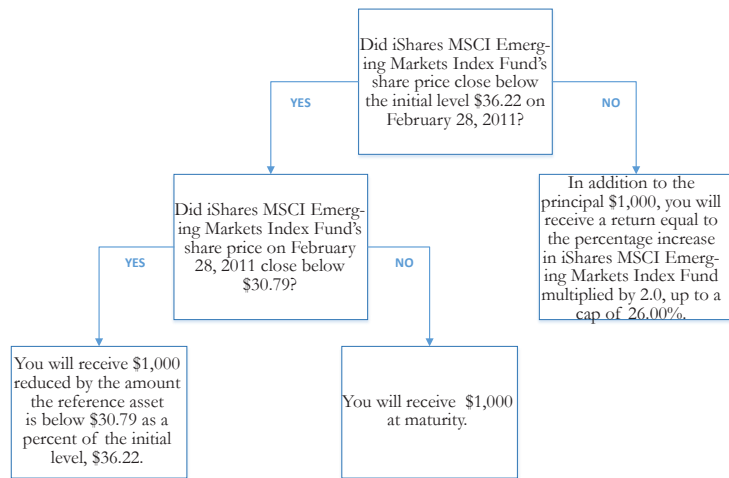 Did iShares MSCI Emerg-
ing Markets Index Fund's
share price close below
the initial level $36.22 on
February 28, 2011?
YES
NO
Did iShares MSCI Emerg-
ing Markets Index Fund's
share price on February
28, 2011 close below
$30.79?
In addition to the
principal $1,000, you will
receive a return equal to
the percentage increase
in iShares MSCI Emerg-
ing Markets Index Fund
multiplied by 2.0, up to a
cap of 26.00%.
YES
NO
You will receive $1,000
reduced by the amount
the reference asset
is below $30.79 as a
percent of the initial
level, $36.22.
You will receive $1,000
at maturity.